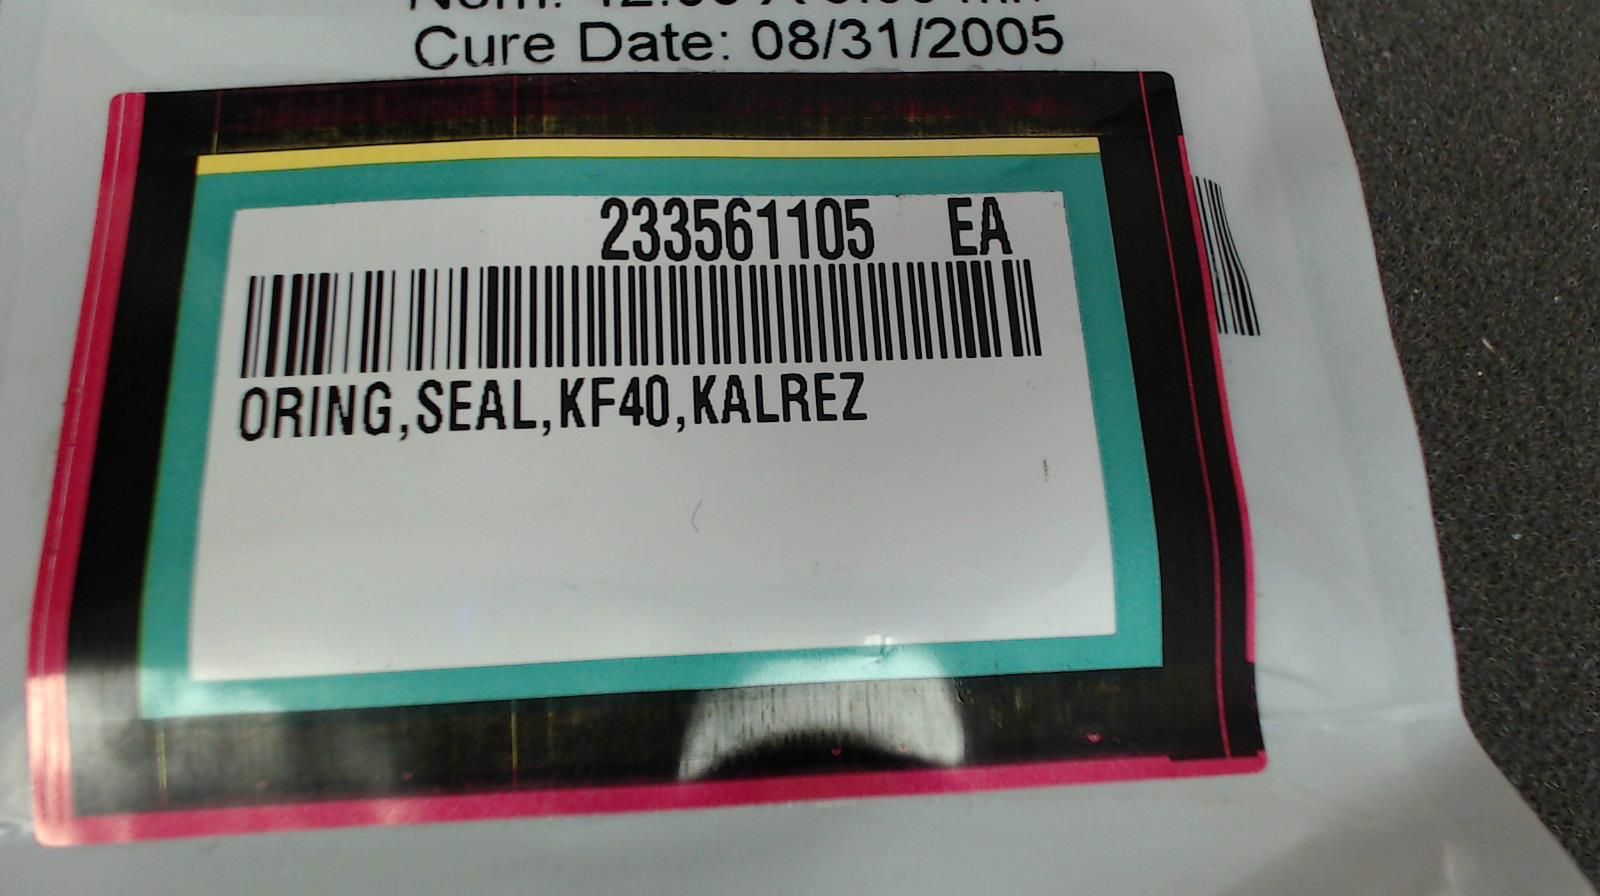 Cure Date: 08/31/2005
233561105 EA
ORING,SEAL,KF40,KALREZ